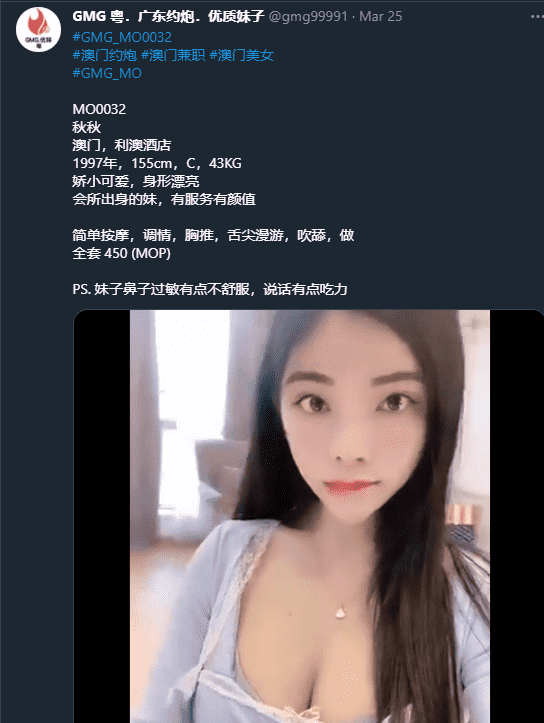 GMG 粤．广东约炮．优质妹子 @gmg99991 · Mar 25
#GMG_MO0032
#澳门约炮 #澳门兼职 #澳门美女
#GMG_MO
MO0032
秋秋
澳门，利澳酒店
1997年，155cm，C，43KG
娇小可爱，身形漂亮
会所出身的妹，有服务有颜值
简单按摩，调情，胸推，舌尖漫游，吹舔，做
全套 450 (MOP)
PS. 妹子鼻子过敏有点不舒服，说话有点吃力